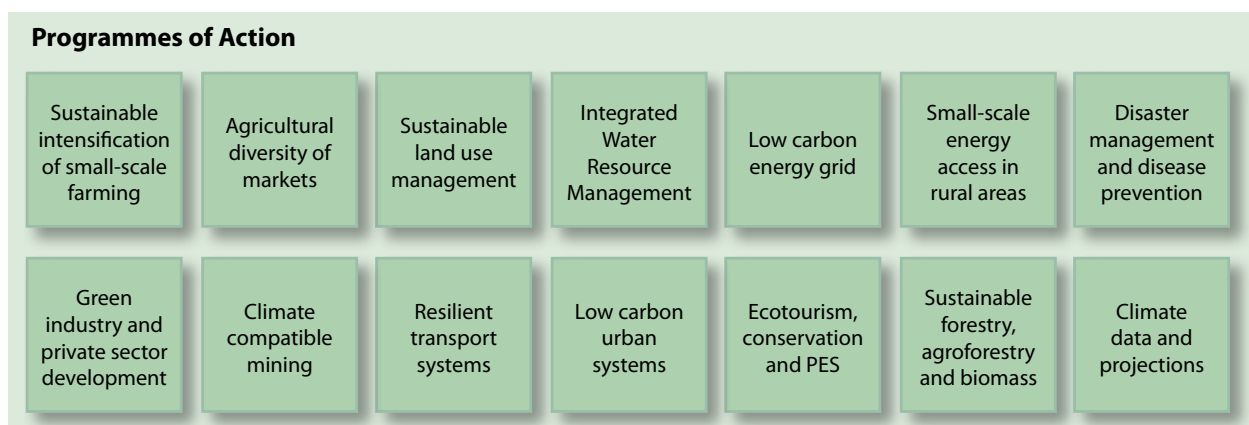 Programmes of Action
Sustainable
intensification
of small-scale
farming
Agricultural
diversity of
markets
Sustainable
land use
management
Integrated
Water
Resource
Management
Low carbon
energy grid
Small-scale
energy
access in
rural areas
Disaster
management
and disease
prevention
Green
industry and
private sector
development
Climate
compatible
mining
Resilient
transport
systems
Low carbon
urban
systems
Ecotourism,
conservation
and PES
Sustainable
forestry,
agroforestry
and biomass
Climate
data and
projections